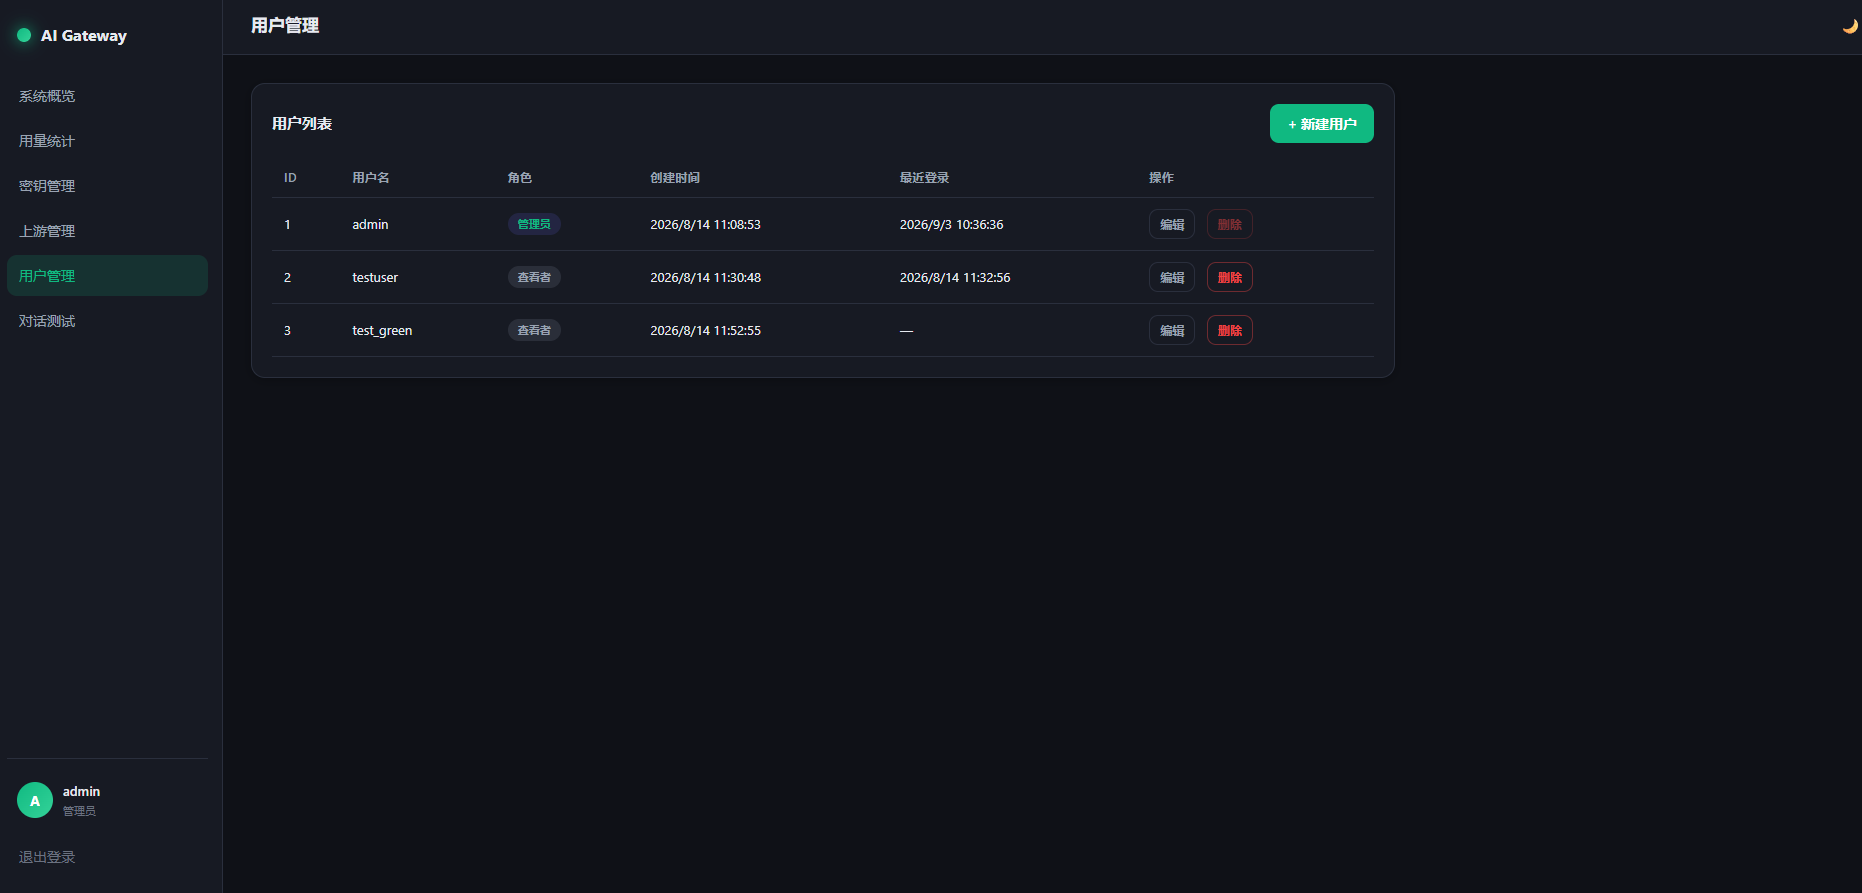 AI Gateway
系统概览
用量统计
密钥管理
上游管理
用户管理
对话测试
A
admin
管理员
退出登录
用户管理
用户列表
+ 新建用户
ID 用户名 角色 创建时间 最近登录 操作
1 admin 管理员 2026/8/14 11:08:53 2026/9/3 10:36:36 编辑 删除
2 testuser 查看者 2026/8/14 11:30:48 2026/8/14 11:32:56 编辑 删除
3 test_green 查看者 2026/8/14 11:52:55 — 编辑 删除